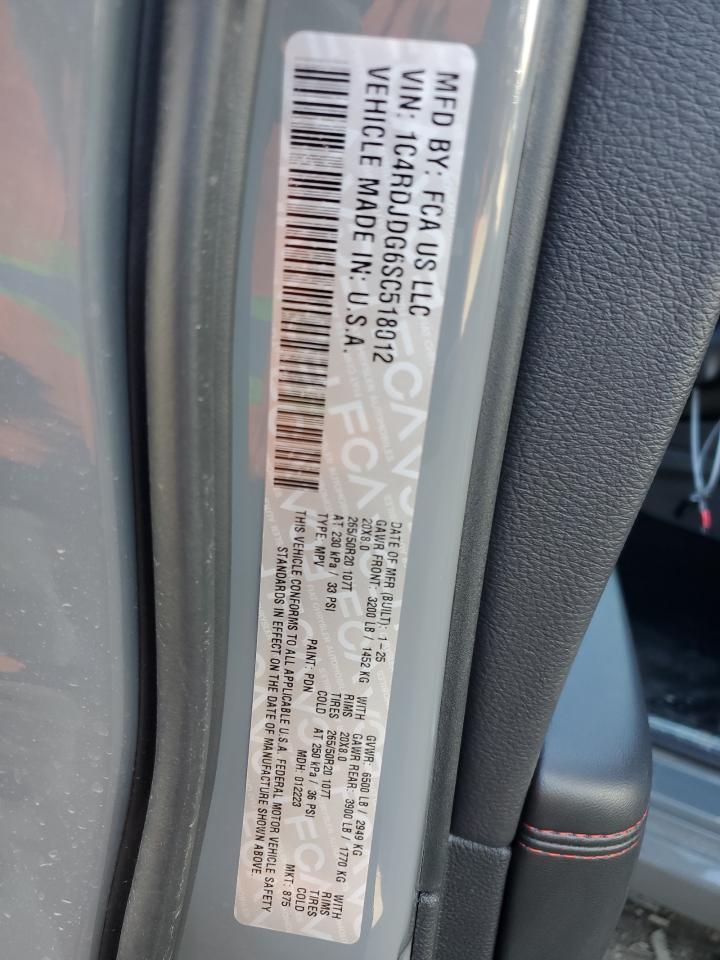 MFD BY: FCA US LLC
VIN: 1C4RDJDG6SC518012
VEHICLE MADE IN: U.S.A.
DATE OF MFR (BUILT): 1-25 GVWR: 6500 LB / 2949 KG
GAWR FRONT: 3200 LB / 1452 KG WITH GAWR REAR: 3900 LB / 1770 KG WITH
20X8.0 RIMS 20X8.0 TIRES
265/50R20 107T TIRES 265/50R20 107T COLD
AT 230 kPa / 33 PSI COLD AT 250 kPa / 36 PSI
TYPE: MPV PAINT: PDN MDH: 012223 MKT: 875
THIS VEHICLE CONFORMS TO ALL APPLICABLE U.S.A. FEDERAL MOTOR VEHICLE SAFETY
STANDARDS IN EFFECT ON THE DATE OF MANUFACTURE SHOWN ABOVE.
FCA
FIAT CHRYSLER AUTOMOBILES